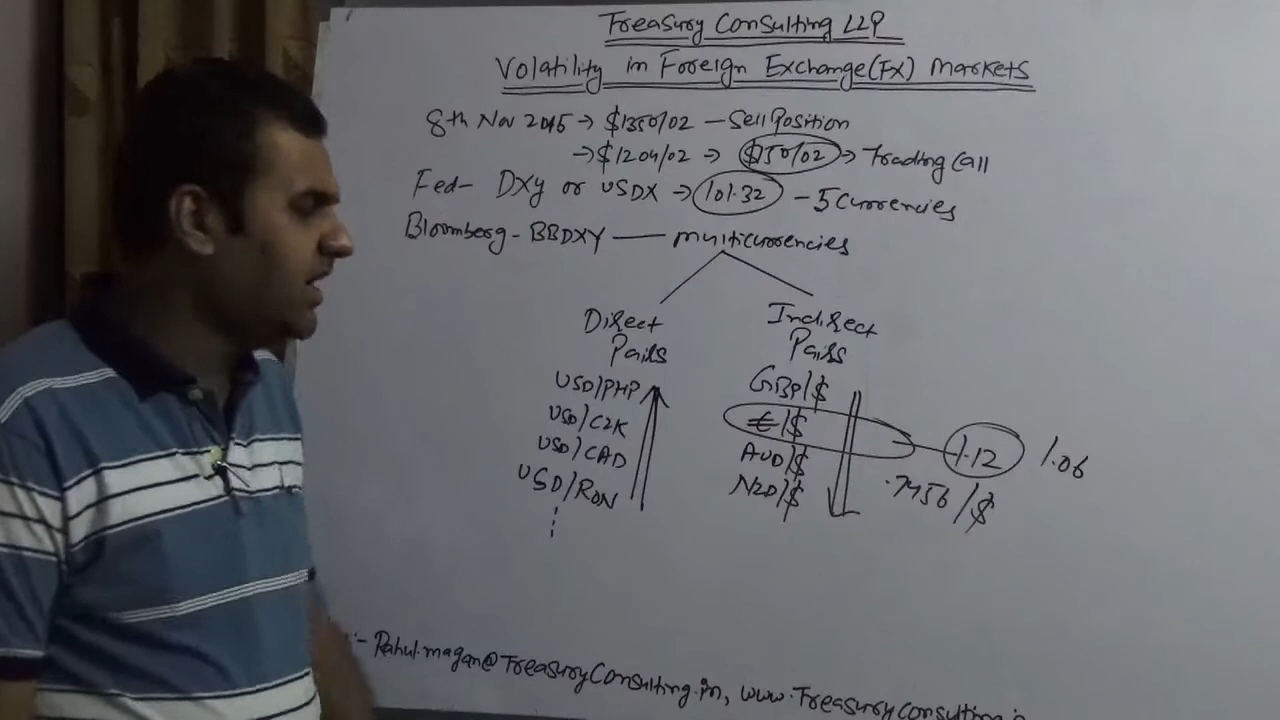 Treasury Consulting LLP
Volatility in Foreign Exchange(FX) Markets
8th Nov 2015 → $1350/02 — Sell Position
→ $1204/02 → $150/02 → Trading Call
Fed- DXY or USDX → 101.32 - 5 Currencies
Bloomberg - BBDXY — multicurrencies
Direct Pairs
USD/PHP
USD/CZK
USD/CAD
USD/RON
Indirect Pairs
GBP/$
€/$
AUD/$
NZD/$
1.12 1.06
.7456/$
:- Rahul.magan@TreasuryConsulting.in, www.Treasuryconsulting.i